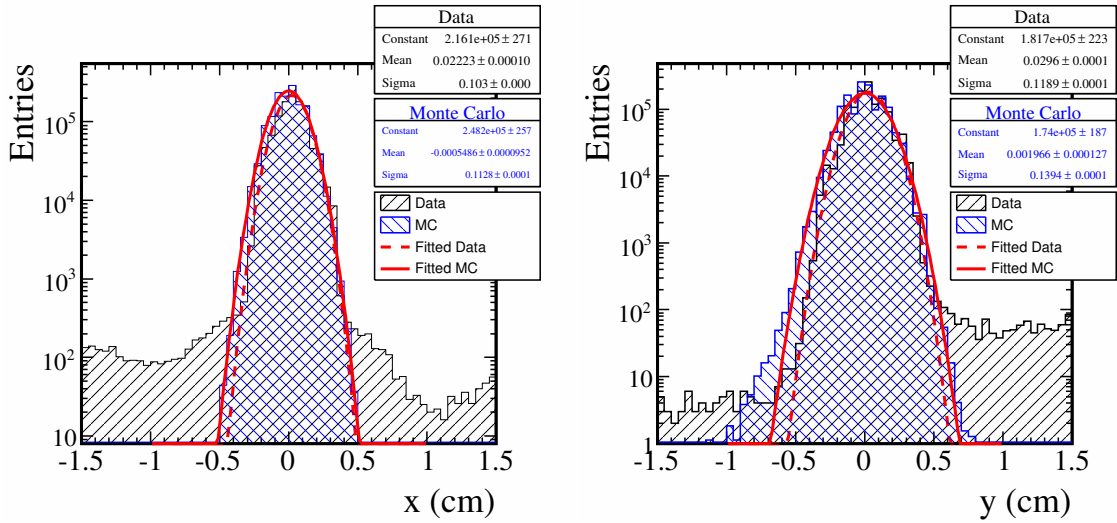 Data
Constant 2.161e+05 ± 271
Mean 0.02223 ± 0.00010
Sigma 0.103 ± 0.000
Monte Carlo
Constant 2.482e+05 ± 257
Mean -0.0005486 ± 0.0000952
Sigma 0.1128 ± 0.0001
Data
MC
Fitted Data
Fitted MC
Entries
10^5
10^4
10^3
10^2
10
-1.5 -1 -0.5 0 0.5 1 1.5
x (cm)
Data
Constant 1.817e+05 ± 223
Mean 0.0296 ± 0.0001
Sigma 0.1189 ± 0.0001
Monte Carlo
Constant 1.74e+05 ± 187
Mean 0.001966 ± 0.000127
Sigma 0.1394 ± 0.0001
Data
MC
Fitted Data
Fitted MC
Entries
10^5
10^4
10^3
10^2
10
1
-1.5 -1 -0.5 0 0.5 1 1.5
y (cm)